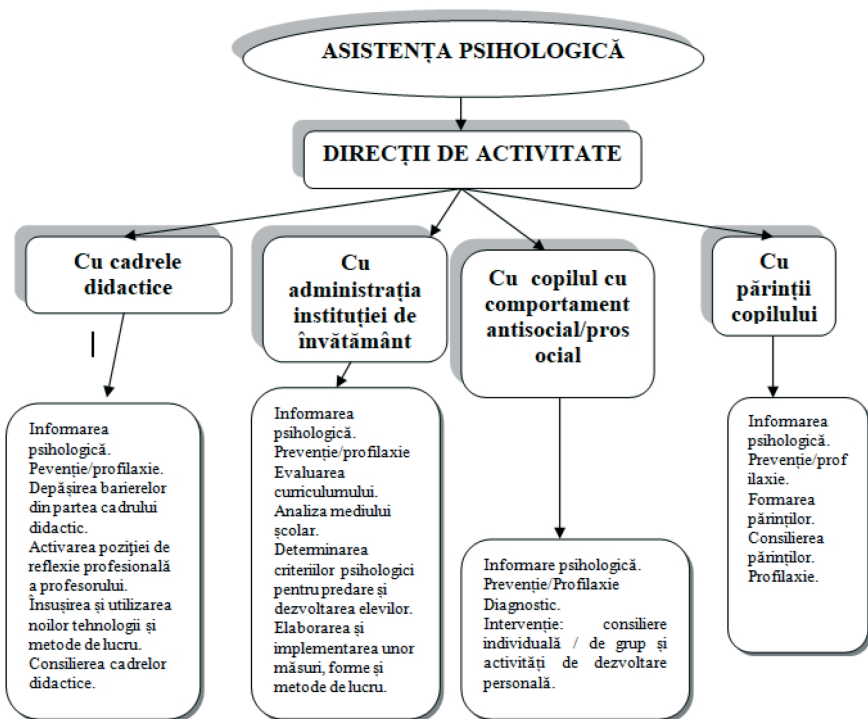 ASISTENȚA PSIHOLOGICĂ
DIRECȚII DE ACTIVITATE
Cu cadrele
didactice
Cu
administrația
instituției de
învătământ
Cu copilul cu
comportament
antisocial/pros
ocial
Cu
părinții
copilului
Informarea
psihologică.
Pevenție/profilaxie.
Depășirea barierelor
din partea cadrului
didactic.
Activarea poziției de
reflexie profesională
a profesorului.
Însușirea și utilizarea
noilor tehnologii și
metode de lucru.
Consilierea cadrelor
didactice.
Informarea
psihologică.
Prevenție/profilaxie
Evaluarea
curriculumului.
Analiza mediului
școlar.
Determinarea
criteriilor psihologici
pentru predare și
dezvoltarea elevilor.
Elaborarea și
implementarea unor
măsuri, forme și
metode de lucru.
Informare psihologică.
Prevenție/Profilaxie
Diagnostic.
Intervenție: consiliere
individuală / de grup și
activități de dezvoltare
personală.
Informarea
psihologică.
Prevenție/prof
ilaxie.
Formarea
părinților.
Consilierea
părinților.
Profilaxie.